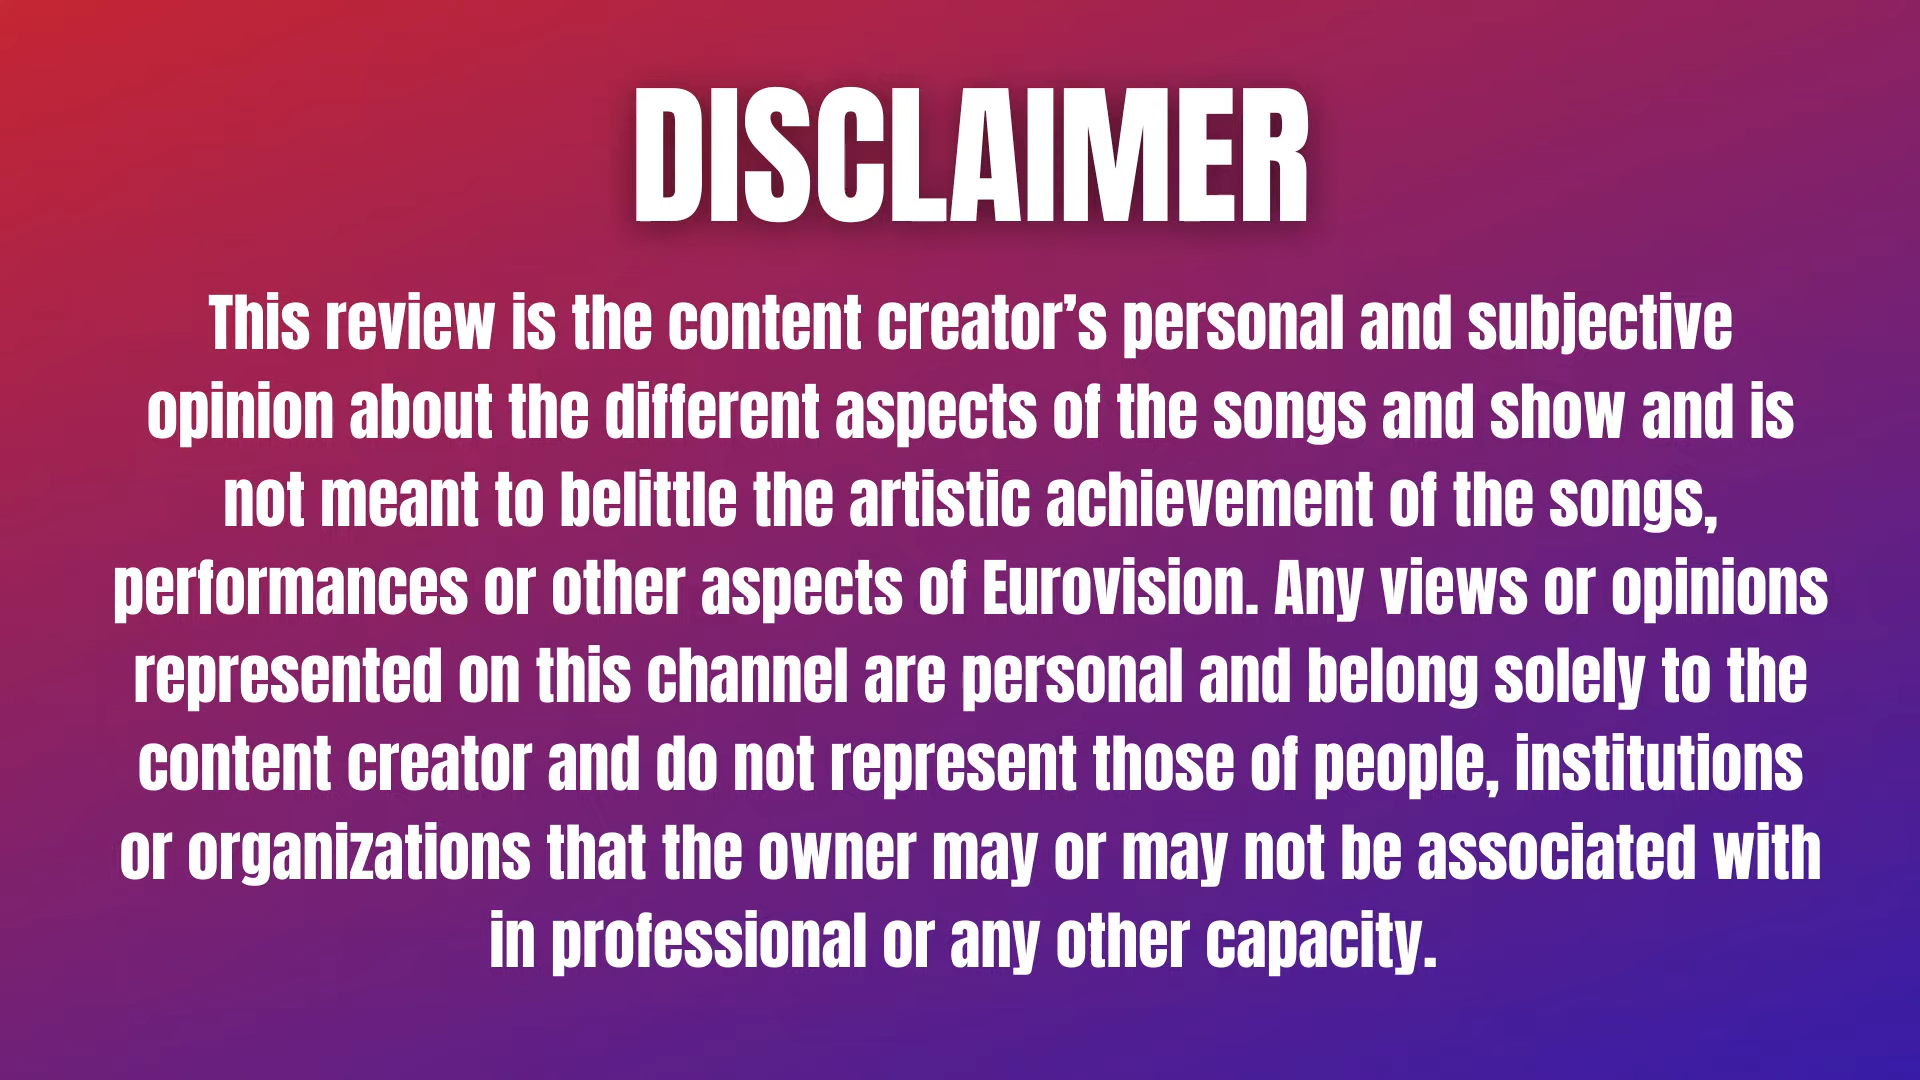 DISCLAIMER
This review is the content creator’s personal and subjective
opinion about the different aspects of the songs and show and is
not meant to belittle the artistic achievement of the songs,
performances or other aspects of Eurovision. Any views or opinions
represented on this channel are personal and belong solely to the
content creator and do not represent those of people, institutions
or organizations that the owner may or may not be associated with
in professional or any other capacity.